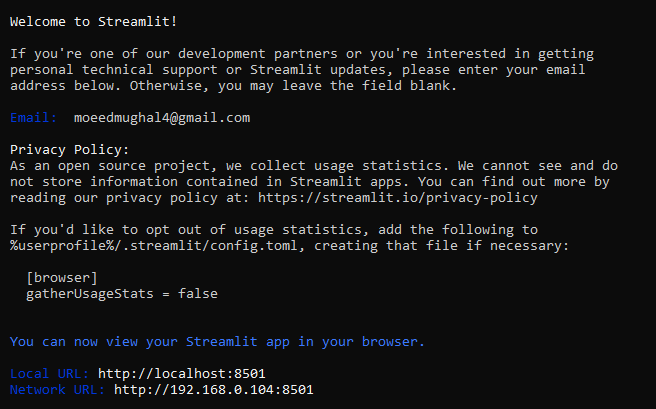 Welcome to Streamlit!
If you're one of our development partners or you're interested in getting
personal technical support or Streamlit updates, please enter your email
address below. Otherwise, you may leave the field blank.
Email: moeedmughal4@gmail.com
Privacy Policy:
As an open source project, we collect usage statistics. We cannot see and do
not store information contained in Streamlit apps. You can find out more by
reading our privacy policy at: https://streamlit.io/privacy-policy
If you'd like to opt out of usage statistics, add the following to
%userprofile%/.streamlit/config.toml, creating that file if necessary:
[browser]
gatherUsageStats = false
You can now view your Streamlit app in your browser.
Local URL: http://localhost:8501
Network URL: http://192.168.0.104:8501